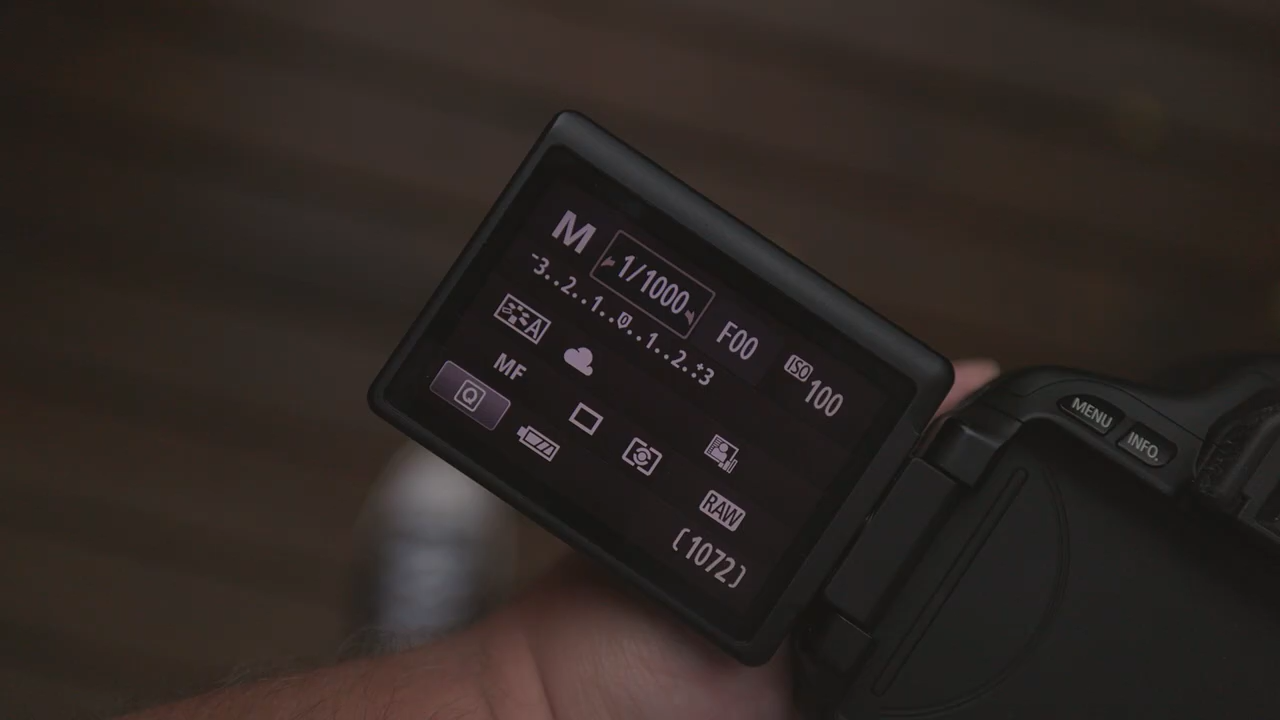 M 1/1000 F00 ISO 100
-3..2..1..0..1..2..+3
A
MF
Q
RAW
[1072]
MENU INFO.